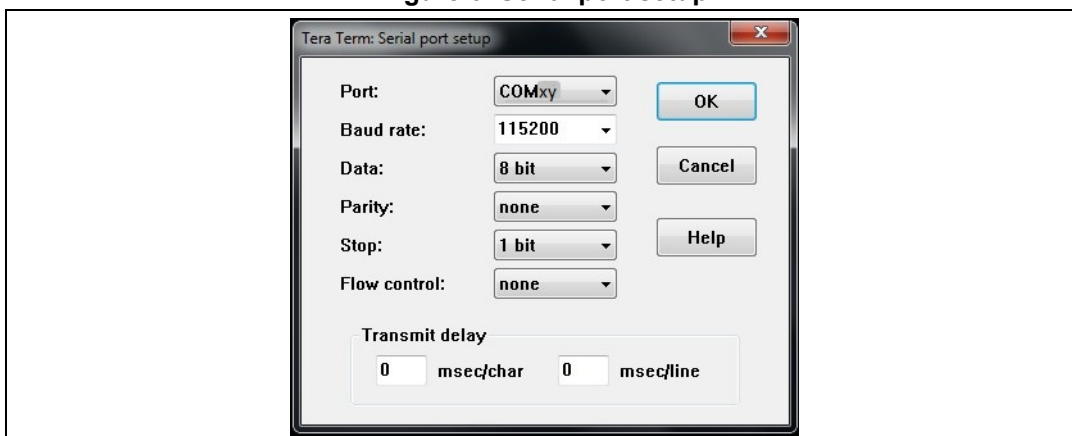 Tera Term: Serial port setup
Port: COMxy OK
Baud rate: 115200
Data: 8 bit Cancel
Parity: none
Stop: 1 bit Help
Flow control: none
Transmit delay
0 msec/char 0 msec/line